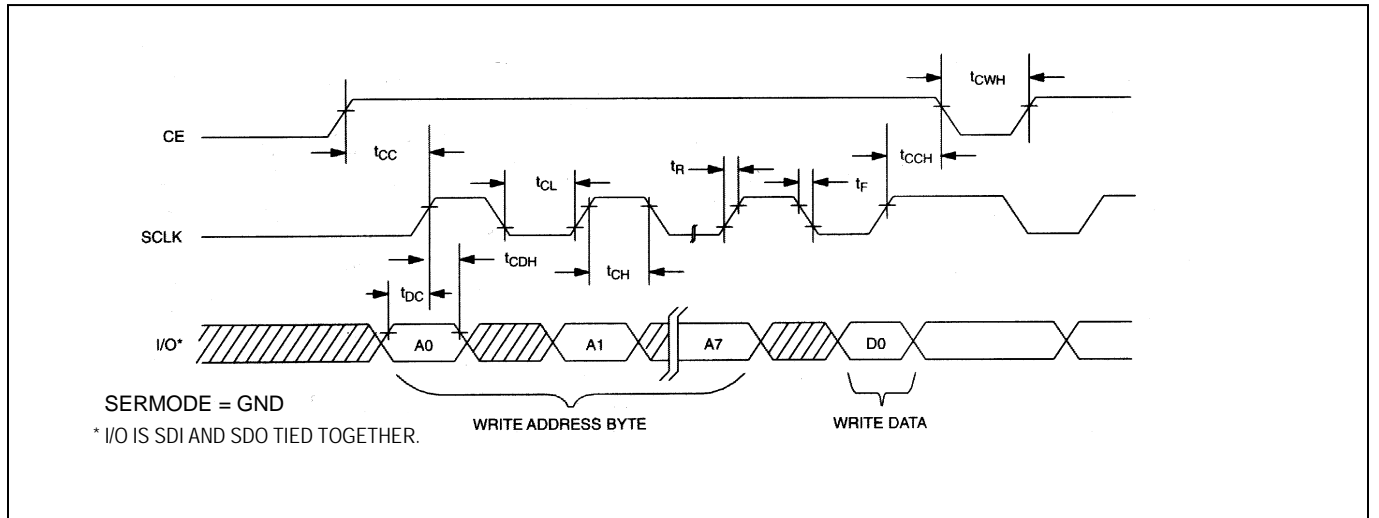 tCWH
CE
tCC
tCCH
tR
tCL
tF
SCLK
tCDH
tCH
tDC
I/O*
A0
A1
A7
D0
SERMODE = GND
WRITE ADDRESS BYTE
WRITE DATA
* I/O IS SDI AND SDO TIED TOGETHER.